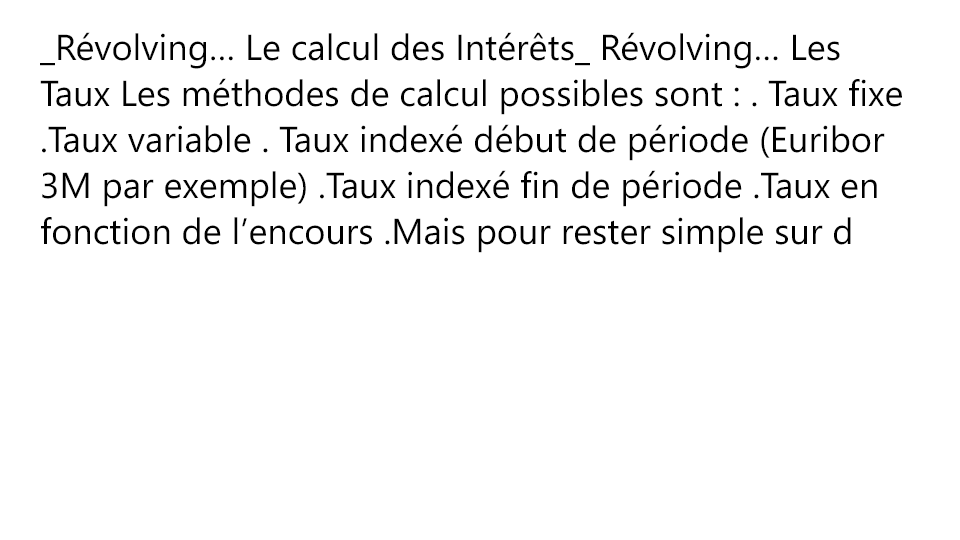 _Révolving... Le calcul des Intérêts_ Révolving... Les
Taux Les méthodes de calcul possibles sont : . Taux fixe
.Taux variable . Taux indexé début de période (Euribor
3M par exemple) .Taux indexé fin de période .Taux en
fonction de l’encours .Mais pour rester simple sur d